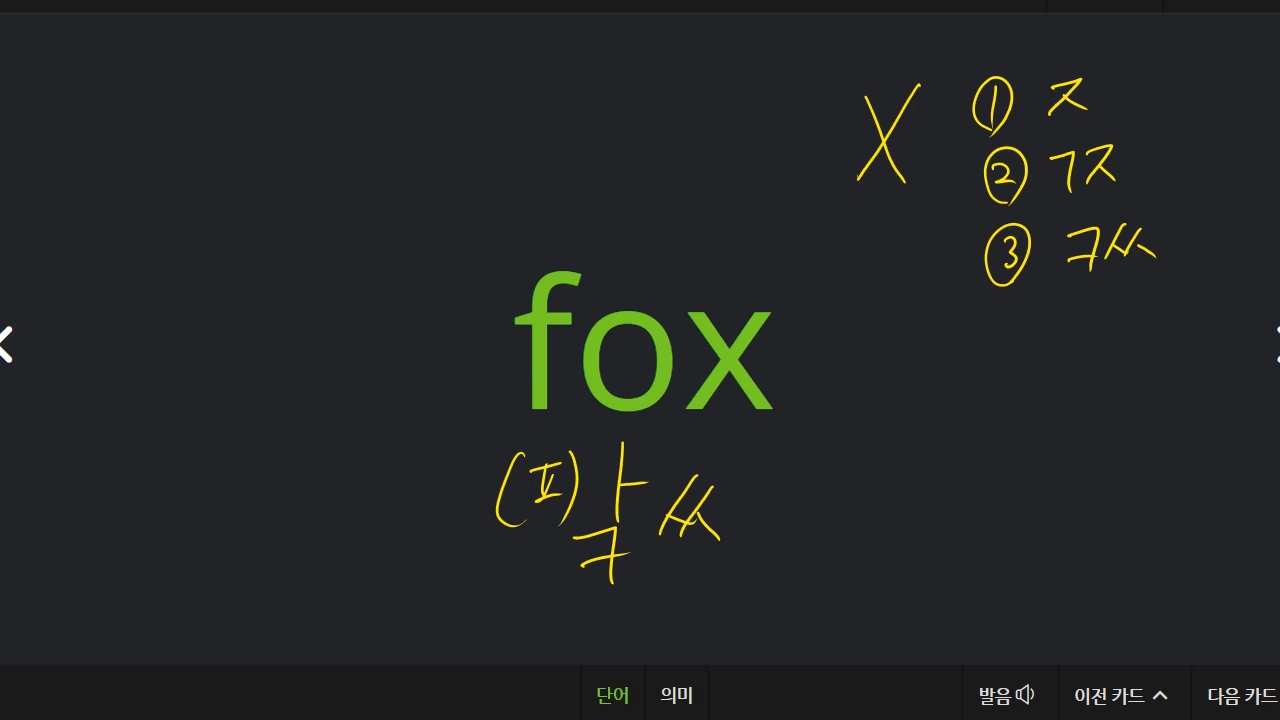 X ① ㅈ
② ㄱㅈ
③ ㅋㅆ
fox
(ㅍ)ㅏㅆ
ㅋ
단어 의미 발음 이전 카드 다음 카드